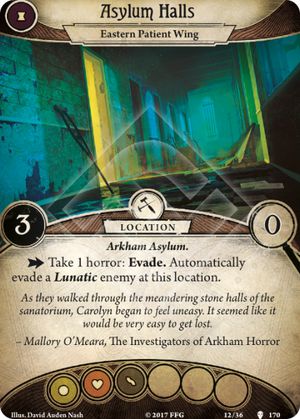 Asylum Halls
Eastern Patient Wing
3
0
LOCATION
Arkham Asylum.
Take 1 horror: Evade. Automatically
evade a Lunatic enemy at this location.
As they walked through the meandering stone halls of the
sanatorium, Carolyn began to feel uneasy. It seemed like it
would be very easy to get lost.
– Mallory O'Meara, The Investigators of Arkham Horror
Illus. David Auden Nash
© 2017 FFG
12/36
170